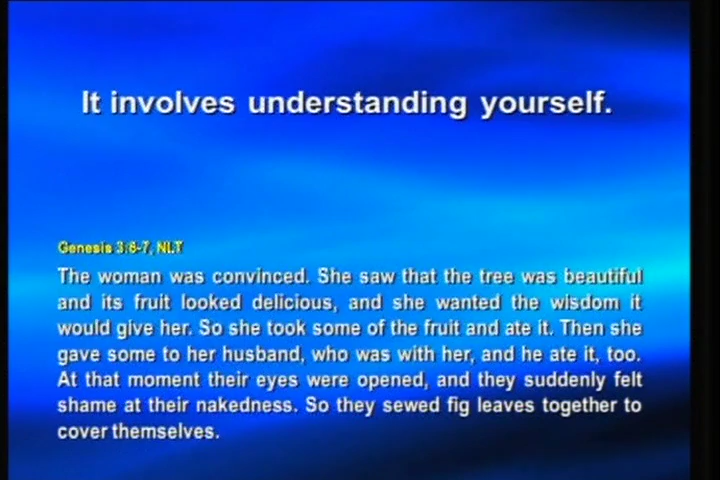 It involves understanding yourself.
Genesis 3:6-7, NLT
The woman was convinced. She saw that the tree was beautiful
and its fruit looked delicious, and she wanted the wisdom it
would give her. So she took some of the fruit and ate it. Then she
gave some to her husband, who was with her, and he ate it, too.
At that moment their eyes were opened, and they suddenly felt
shame at their nakedness. So they sewed fig leaves together to
cover themselves.